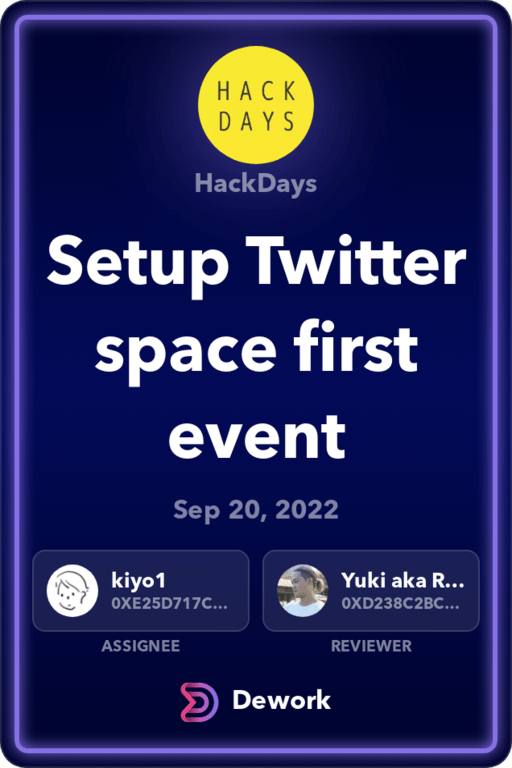 HACK
DAYS
HackDays
Setup Twitter
space first
event
Sep 20, 2022
kiyo1
0XE25D717C...
ASSIGNEE
Yuki aka R...
0XD238C2BC...
REVIEWER
Dework